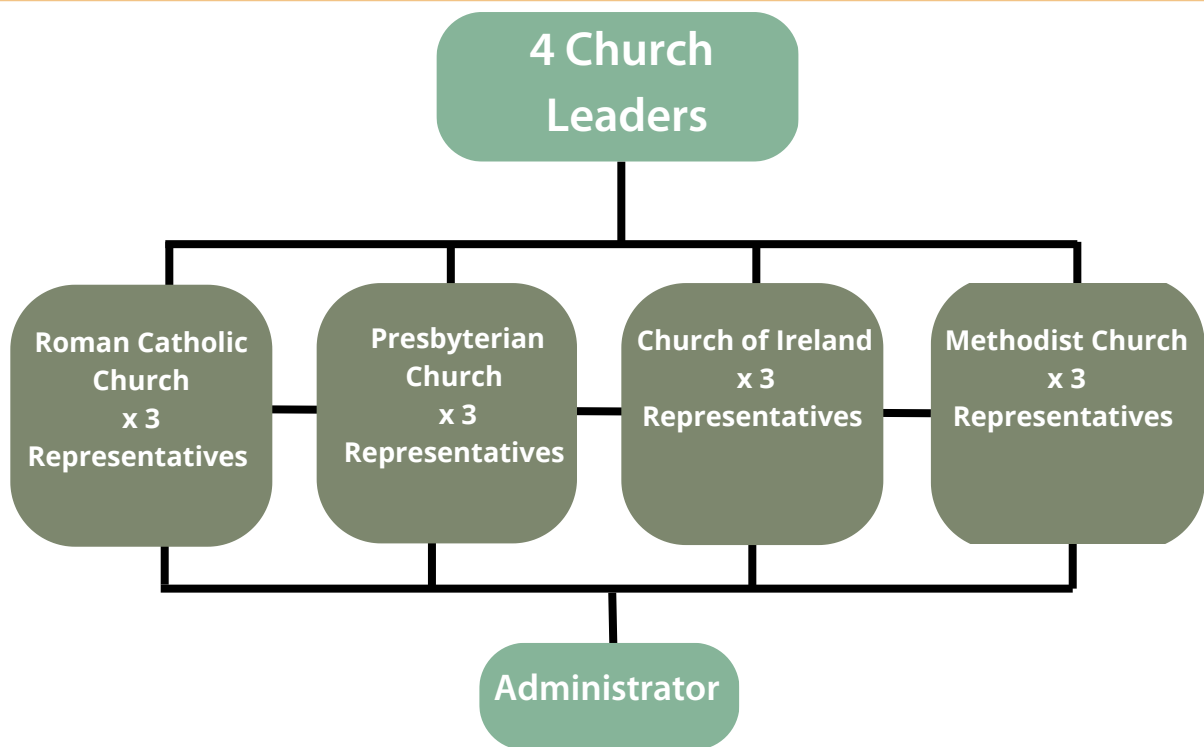 4 Church
Leaders
Roman Catholic
Church
x 3
Representatives
Presbyterian
Church
x 3
Representatives
Church of Ireland
x 3
Representatives
Methodist Church
x 3
Representatives
Administrator